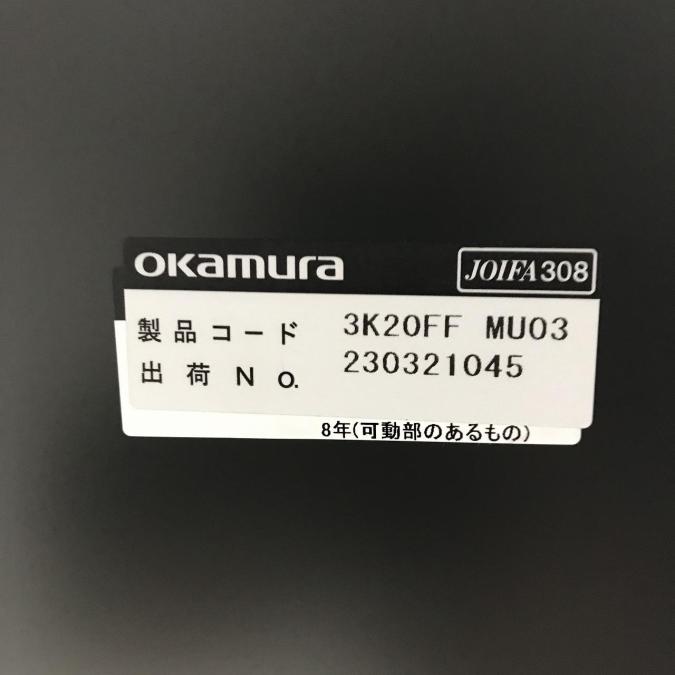 okamura
JOIFA308
製品コード 3K20FF MU03
出荷NO. 230321045
8年(可動部のあるもの)